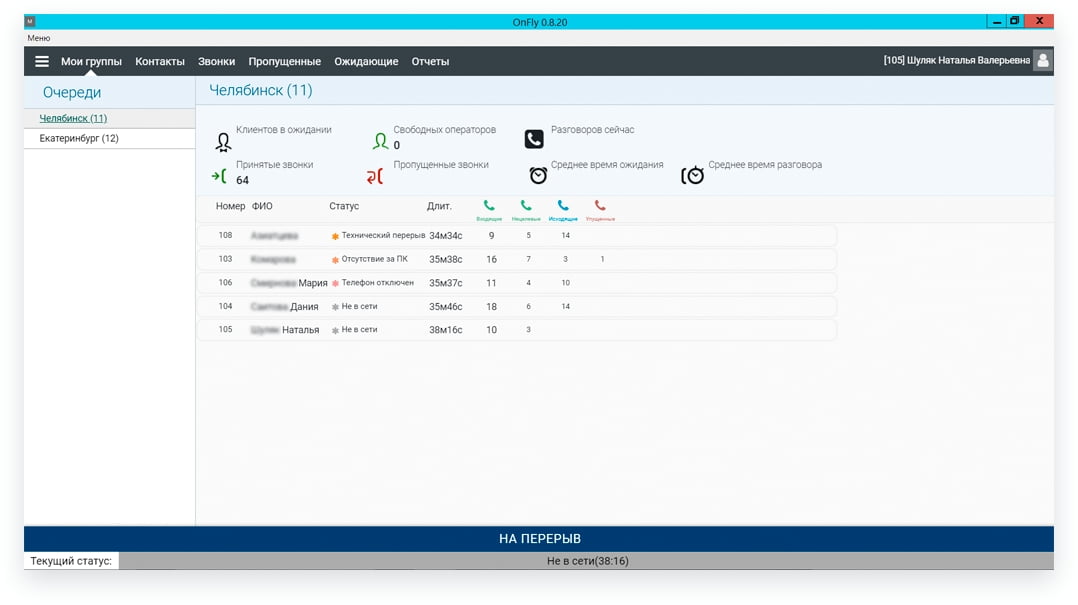 M
OnFly 0.8.20
Меню
Мои группы Контакты Звонки Пропущенные Ожидающие Отчеты
[105] Шуляк Наталья Валерьевна
Очереди
Челябинск (11)
Екатеринбург (12)
Челябинск (11)
Клиентов в ожидании Свободных операторов Разговоров сейчас
0
Принятые звонки Пропущенные звонки Среднее время ожидания Среднее время разговора
64
Номер ФИО Статус Длит. Входящие Нецелевые Исходящие Упущенные
108 Технический перерыв 34м34с 9 5 14
103 Отсутствие за ПК 35м38с 16 7 3 1
106 Мария Телефон отключен 35м37с 11 4 10
104 Дания Не в сети 35м46с 18 6 14
105 Наталья Не в сети 38м16с 10 3
НА ПЕРЕРЫВ
Текущий статус: Не в сети(38:16)